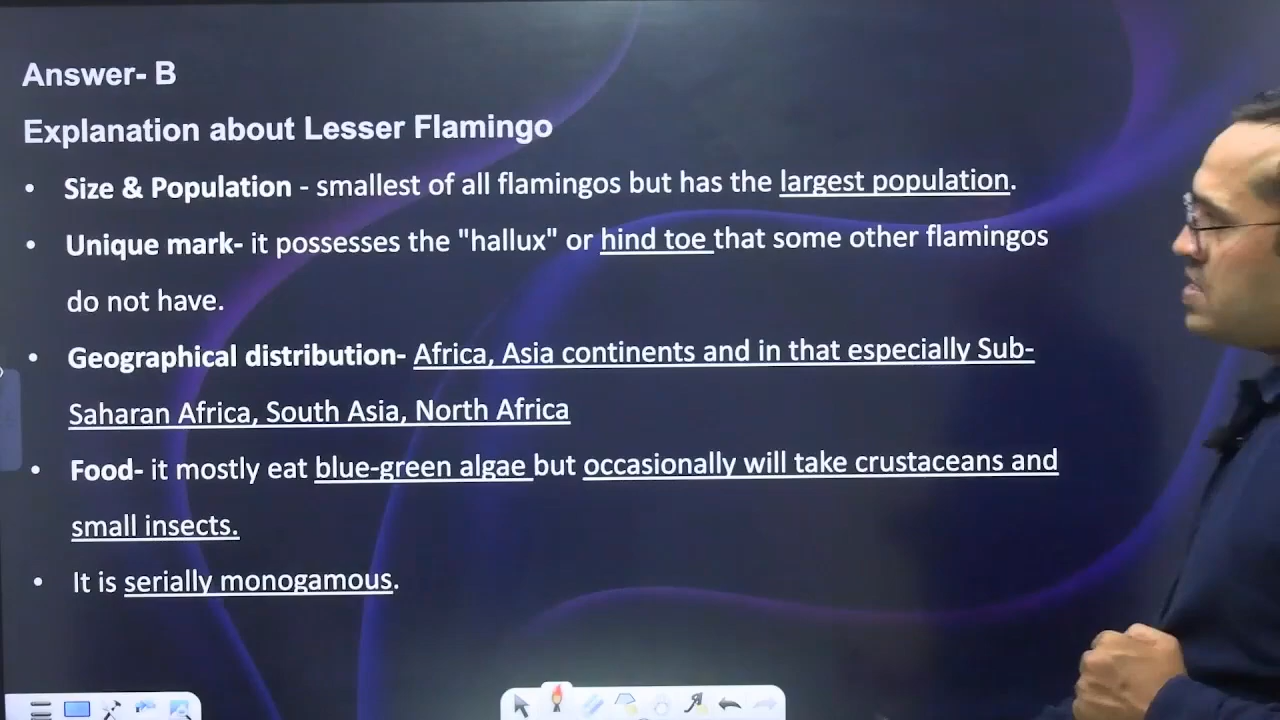 Answer- B
Explanation about Lesser Flamingo
• Size & Population - smallest of all flamingos but has the largest population.
• Unique mark- it possesses the "hallux" or hind toe that some other flamingos
do not have.
• Geographical distribution- Africa, Asia continents and in that especially Sub-
Saharan Africa, South Asia, North Africa
• Food- it mostly eat blue-green algae but occasionally will take crustaceans and
small insects.
• It is serially monogamous.